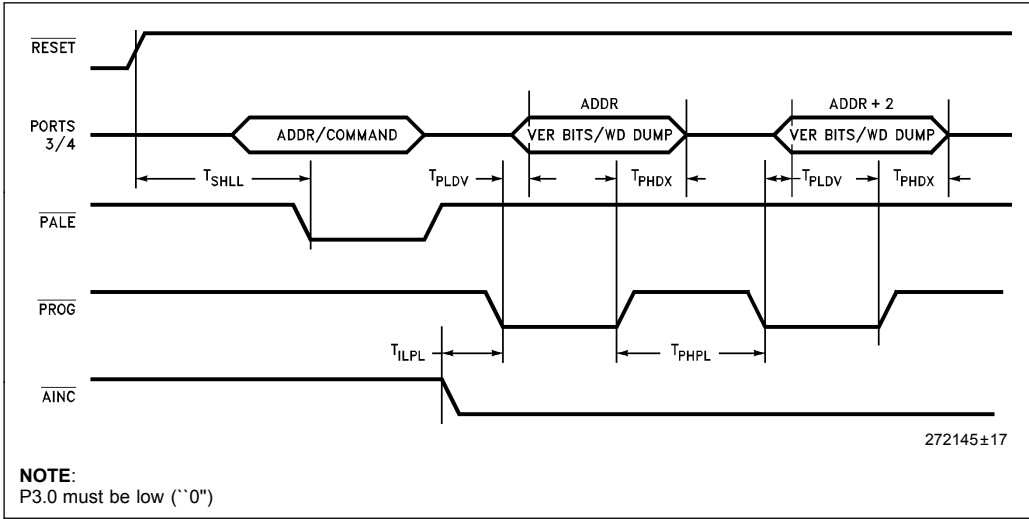 RESET
PORTS
3/4
ADDR/COMMAND
ADDR
VER BITS/WD DUMP
ADDR + 2
VER BITS/WD DUMP
TSHLL
TPLDV
TPHDX
TPLDV
TPHDX
PALE
PROG
TILPL
TPHPL
AINC
272145±17
NOTE:
P3.0 must be low (``0'')